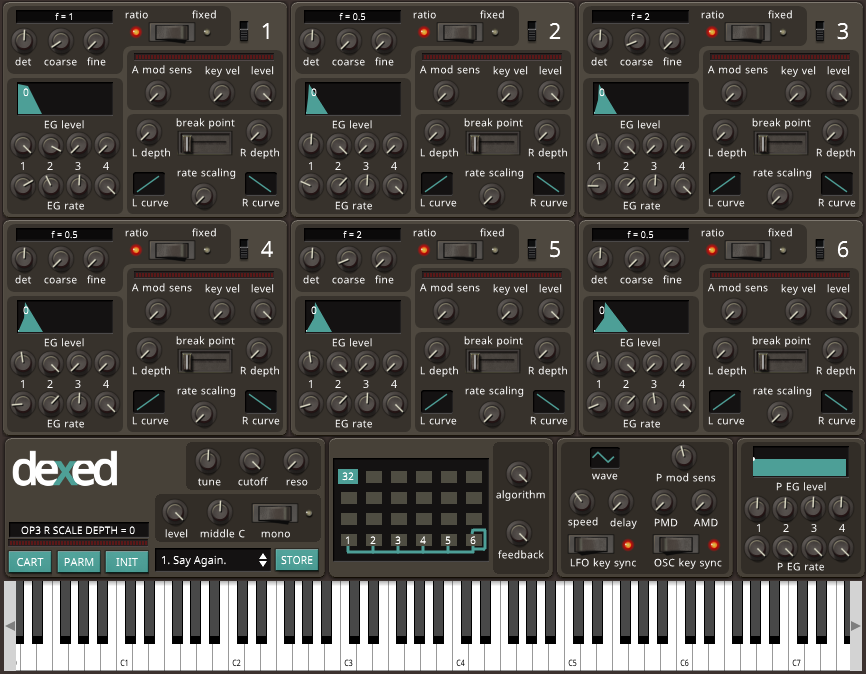 f = 1
ratio
fixed
1
det
coarse
fine
A mod sens
key vel
level
0
EG level
break point
L depth
R depth
1
2
3
4
rate scaling
EG rate
L curve
R curve
f = 0.5
ratio
fixed
2
det
coarse
fine
A mod sens
key vel
level
0
EG level
break point
L depth
R depth
1
2
3
4
rate scaling
EG rate
L curve
R curve
f = 2
ratio
fixed
3
det
coarse
fine
A mod sens
key vel
level
0
EG level
break point
L depth
R depth
1
2
3
4
rate scaling
EG rate
L curve
R curve
f = 0.5
ratio
fixed
4
det
coarse
fine
A mod sens
key vel
level
0
EG level
break point
L depth
R depth
1
2
3
4
rate scaling
EG rate
L curve
R curve
f = 2
ratio
fixed
5
det
coarse
fine
A mod sens
key vel
level
0
EG level
break point
L depth
R depth
1
2
3
4
rate scaling
EG rate
L curve
R curve
f = 0.5
ratio
fixed
6
det
coarse
fine
A mod sens
key vel
level
0
EG level
break point
L depth
R depth
1
2
3
4
rate scaling
EG rate
L curve
R curve
dexed
tune
cutoff
reso
level
middle C
mono
OP3 R SCALE DEPTH = 0
CART
PARM
INIT
1. Say Again.
STORE
32
1
2
3
4
5
6
algorithm
feedback
wave
P mod sens
speed
delay
PMD
AMD
LFO key sync
OSC key sync
P EG level
1
2
3
4
P EG rate
C1
C2
C3
C4
C5
C6
C7